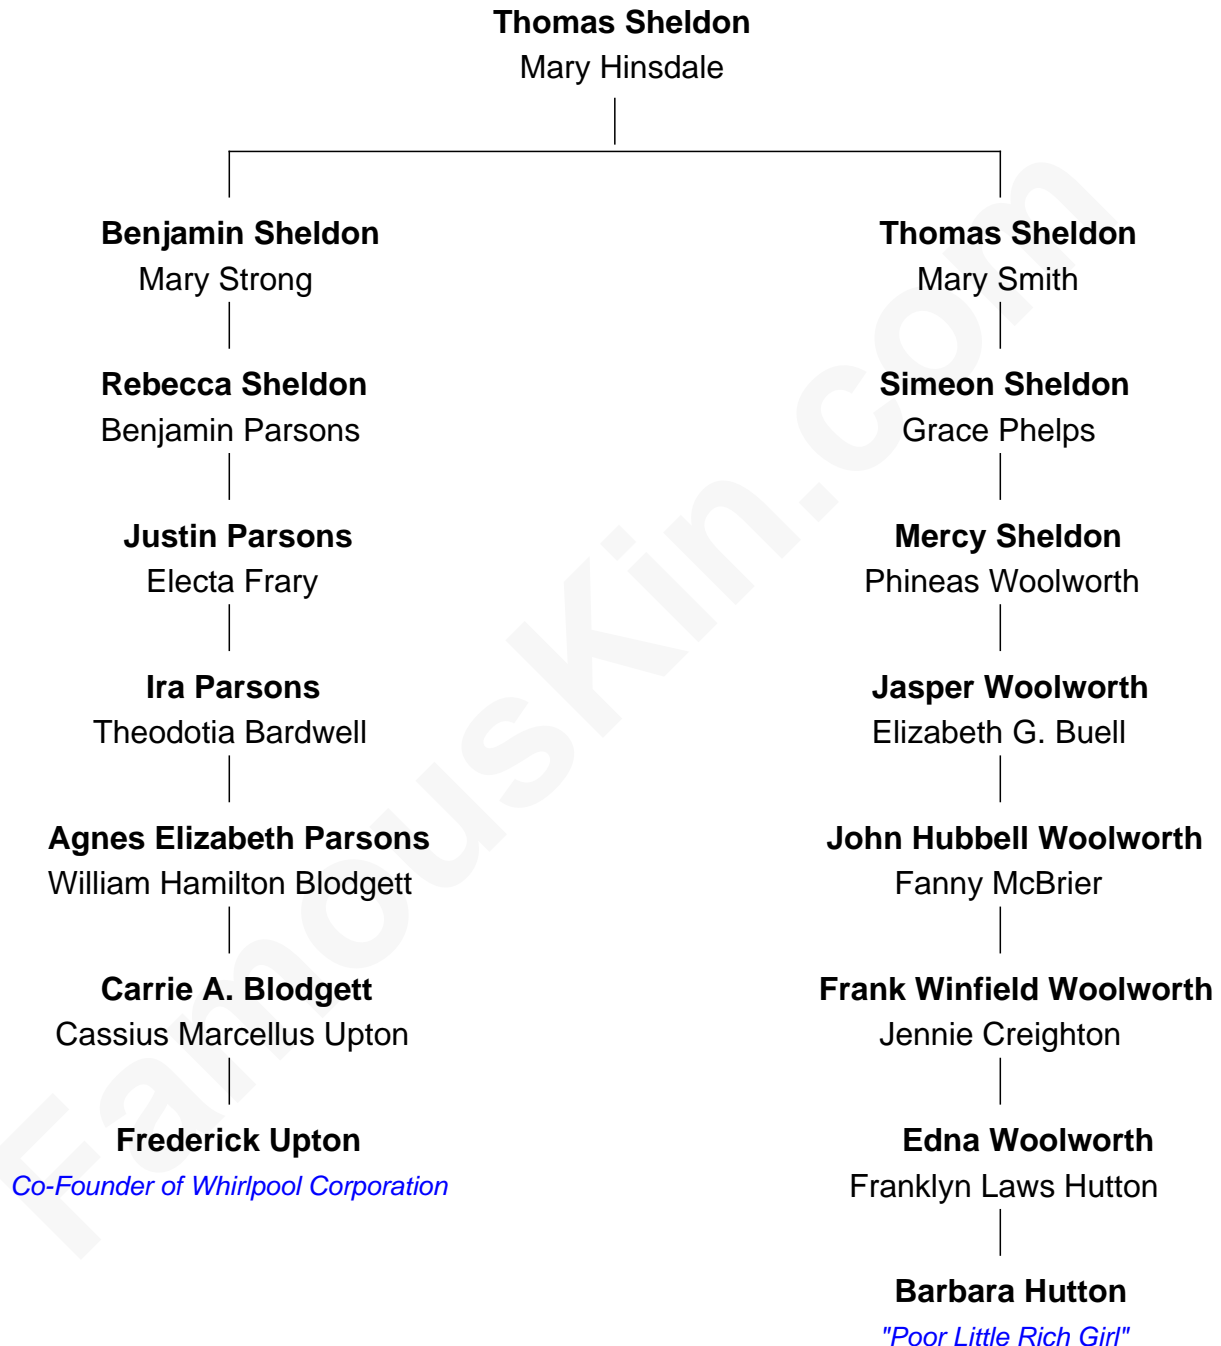 Thomas Sheldon
Mary Hinsdale
Benjamin Sheldon
Mary Strong
Thomas Sheldon
Mary Smith
Rebecca Sheldon
Benjamin Parsons
Simeon Sheldon
Grace Phelps
Justin Parsons
Electa Frary
Mercy Sheldon
Phineas Woolworth
Ira Parsons
Theodotia Bardwell
Jasper Woolworth
Elizabeth G. Buell
Agnes Elizabeth Parsons
William Hamilton Blodgett
John Hubbell Woolworth
Fanny McBrier
Carrie A. Blodgett
Cassius Marcellus Upton
Frank Winfield Woolworth
Jennie Creighton
Frederick Upton
Co-Founder of Whirlpool Corporation
Edna Woolworth
Franklyn Laws Hutton
Barbara Hutton
"Poor Little Rich Girl"
FamousKin.com